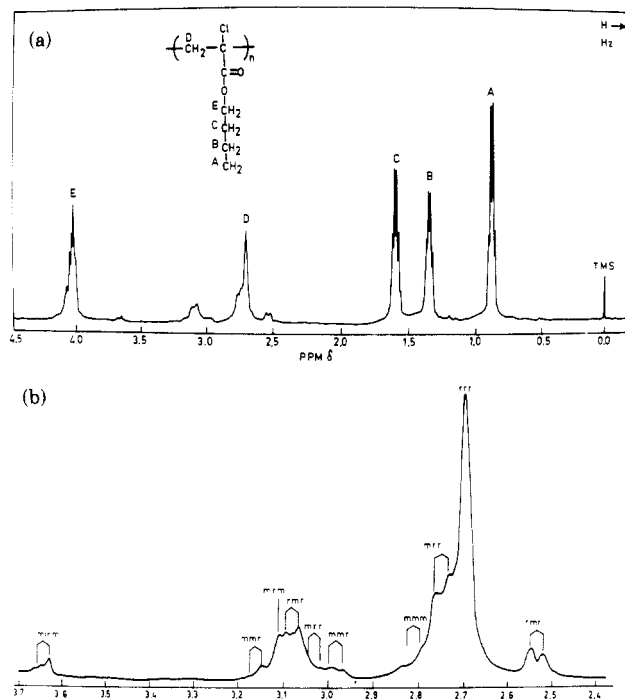 (a)
H →
Hz
D
Cl
CH₂ — C
n
C=O
O
E CH₂
C CH₂
B CH₂
A CH₂
E
D
C
B
A
TMS
4.5 4.0 3.5 3.0 2.5 2,0 1,5 1,0 0.5 0.0
PPM δ
(b)
rrr
mrr
mrm
rmr
mrm
mmr
mrr
mmr
mmm
rmr
3.7 3.6 3.5 3.4 3.3 3.2 3.1 3.0 2.9 2.8 2.7 2.6 2.5 2.4